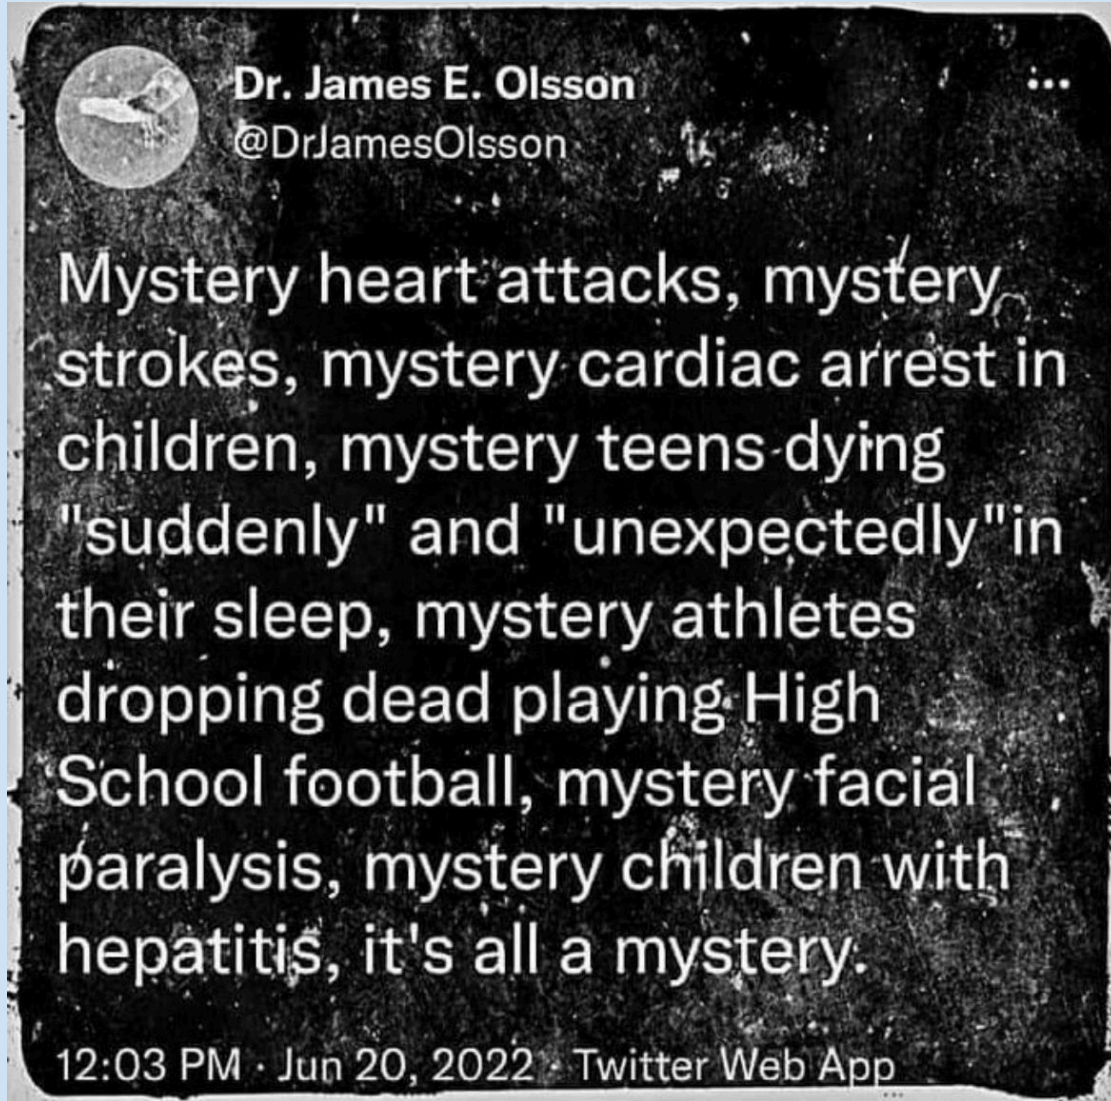 Dr. James E. Olsson
@DrJamesOlsson
Mystery heart attacks, mystery
strokes, mystery cardiac arrest in
children, mystery teens dying
"suddenly" and "unexpectedly"in
their sleep, mystery athletes
dropping dead playing High
School football, mystery facial
paralysis, mystery children with
hepatitis, it's all a mystery.
12:03 PM · Jun 20, 2022 · Twitter Web App